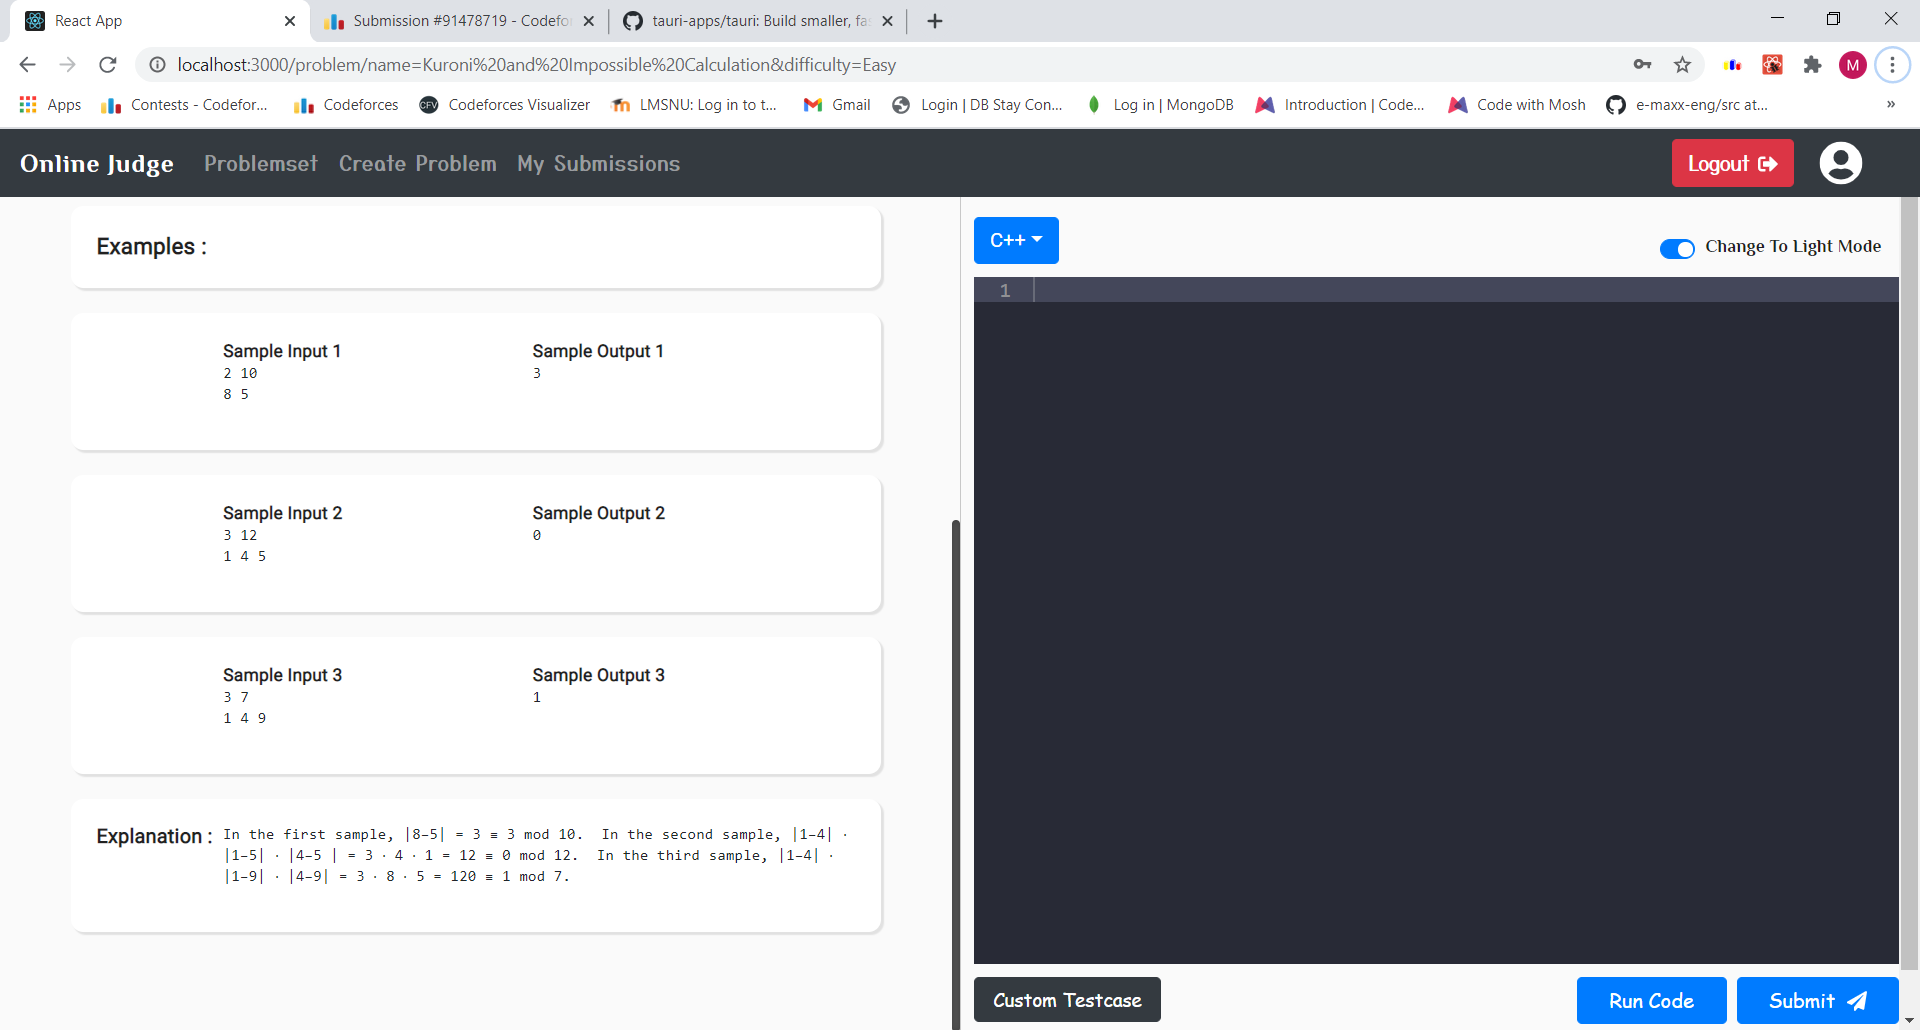 React App
Submission #91478719 - Codefo
tauri-apps/tauri: Build smaller, fas
localhost:3000/problem/name=Kuroni%20and%20Impossible%20Calculation&difficulty=Easy
M
Apps
Contests - Codefor...
Codeforces
CFV
Codeforces Visualizer
LMSNU: Log in to t...
Gmail
Login | DB Stay Con...
Log in | MongoDB
Introduction | Code...
Code with Mosh
e-maxx-eng/src at...
»
Online Judge
Problemset
Create Problem
My Submissions
Logout
Examples :
Sample Input 1
2 10
8 5
Sample Output 1
3
Sample Input 2
3 12
1 4 5
Sample Output 2
0
Sample Input 3
3 7
1 4 9
Sample Output 3
1
Explanation :
In the first sample, |8−5| = 3 ≡ 3 mod 10.  In the second sample, |1−4| ·
|1−5| · |4−5 | = 3 · 4 · 1 = 12 ≡ 0 mod 12.  In the third sample, |1−4| ·
|1−9| · |4−9| = 3 · 8 · 5 = 120 ≡ 1 mod 7.
C++
Change To Light Mode
1
Custom Testcase
Run Code
Submit